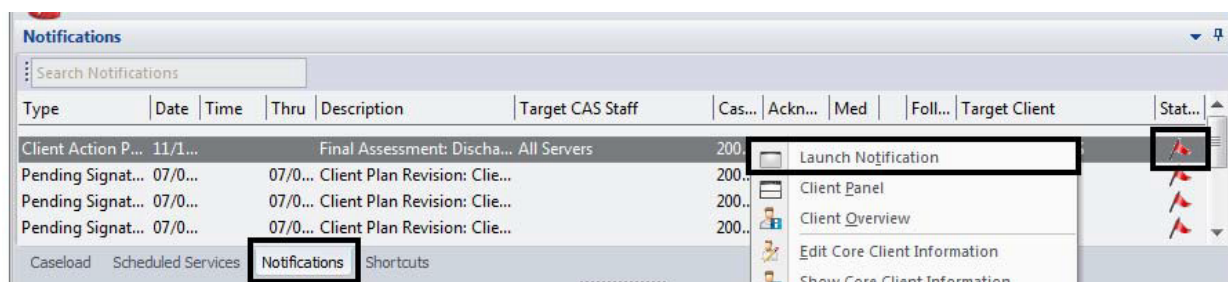 Notifications
Search Notifications
Type Date Time Thru Description Target CAS Staff Cas... Ackn... Med Foll... Target Client Stat...
Client Action P... 11/1... Final Assessment: Discha... All Servers 200..
Launch Notification
Pending Signat... 07/0... 07/0... Client Plan Revision: Clie... 200..
Client Panel
Pending Signat... 07/0... 07/0... Client Plan Revision: Clie... 200..
Client Overview
Pending Signat... 07/0... 07/0... Client Plan Revision: Clie... 200..
Edit Core Client Information
Caseload Scheduled Services Notifications Shortcuts
Show Core Client Information